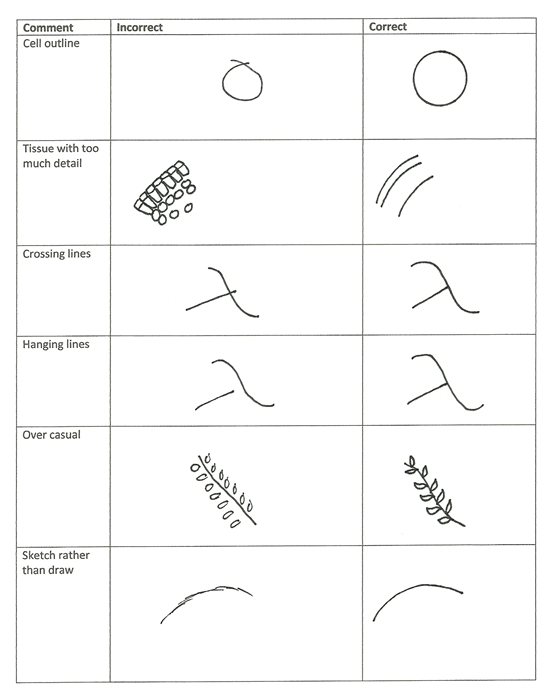 Comment Incorrect Correct
Cell outline
Tissue with too
much detail
Crossing lines
Hanging lines
Over casual
Sketch rather
than draw